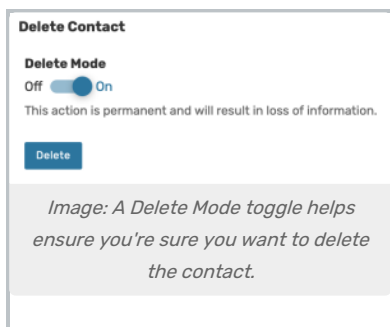 Delete Contact
Delete Mode
Off On
This action is permanent and will result in loss of information.
Delete
Image: A Delete Mode toggle helps
ensure you're sure you want to delete
the contact.